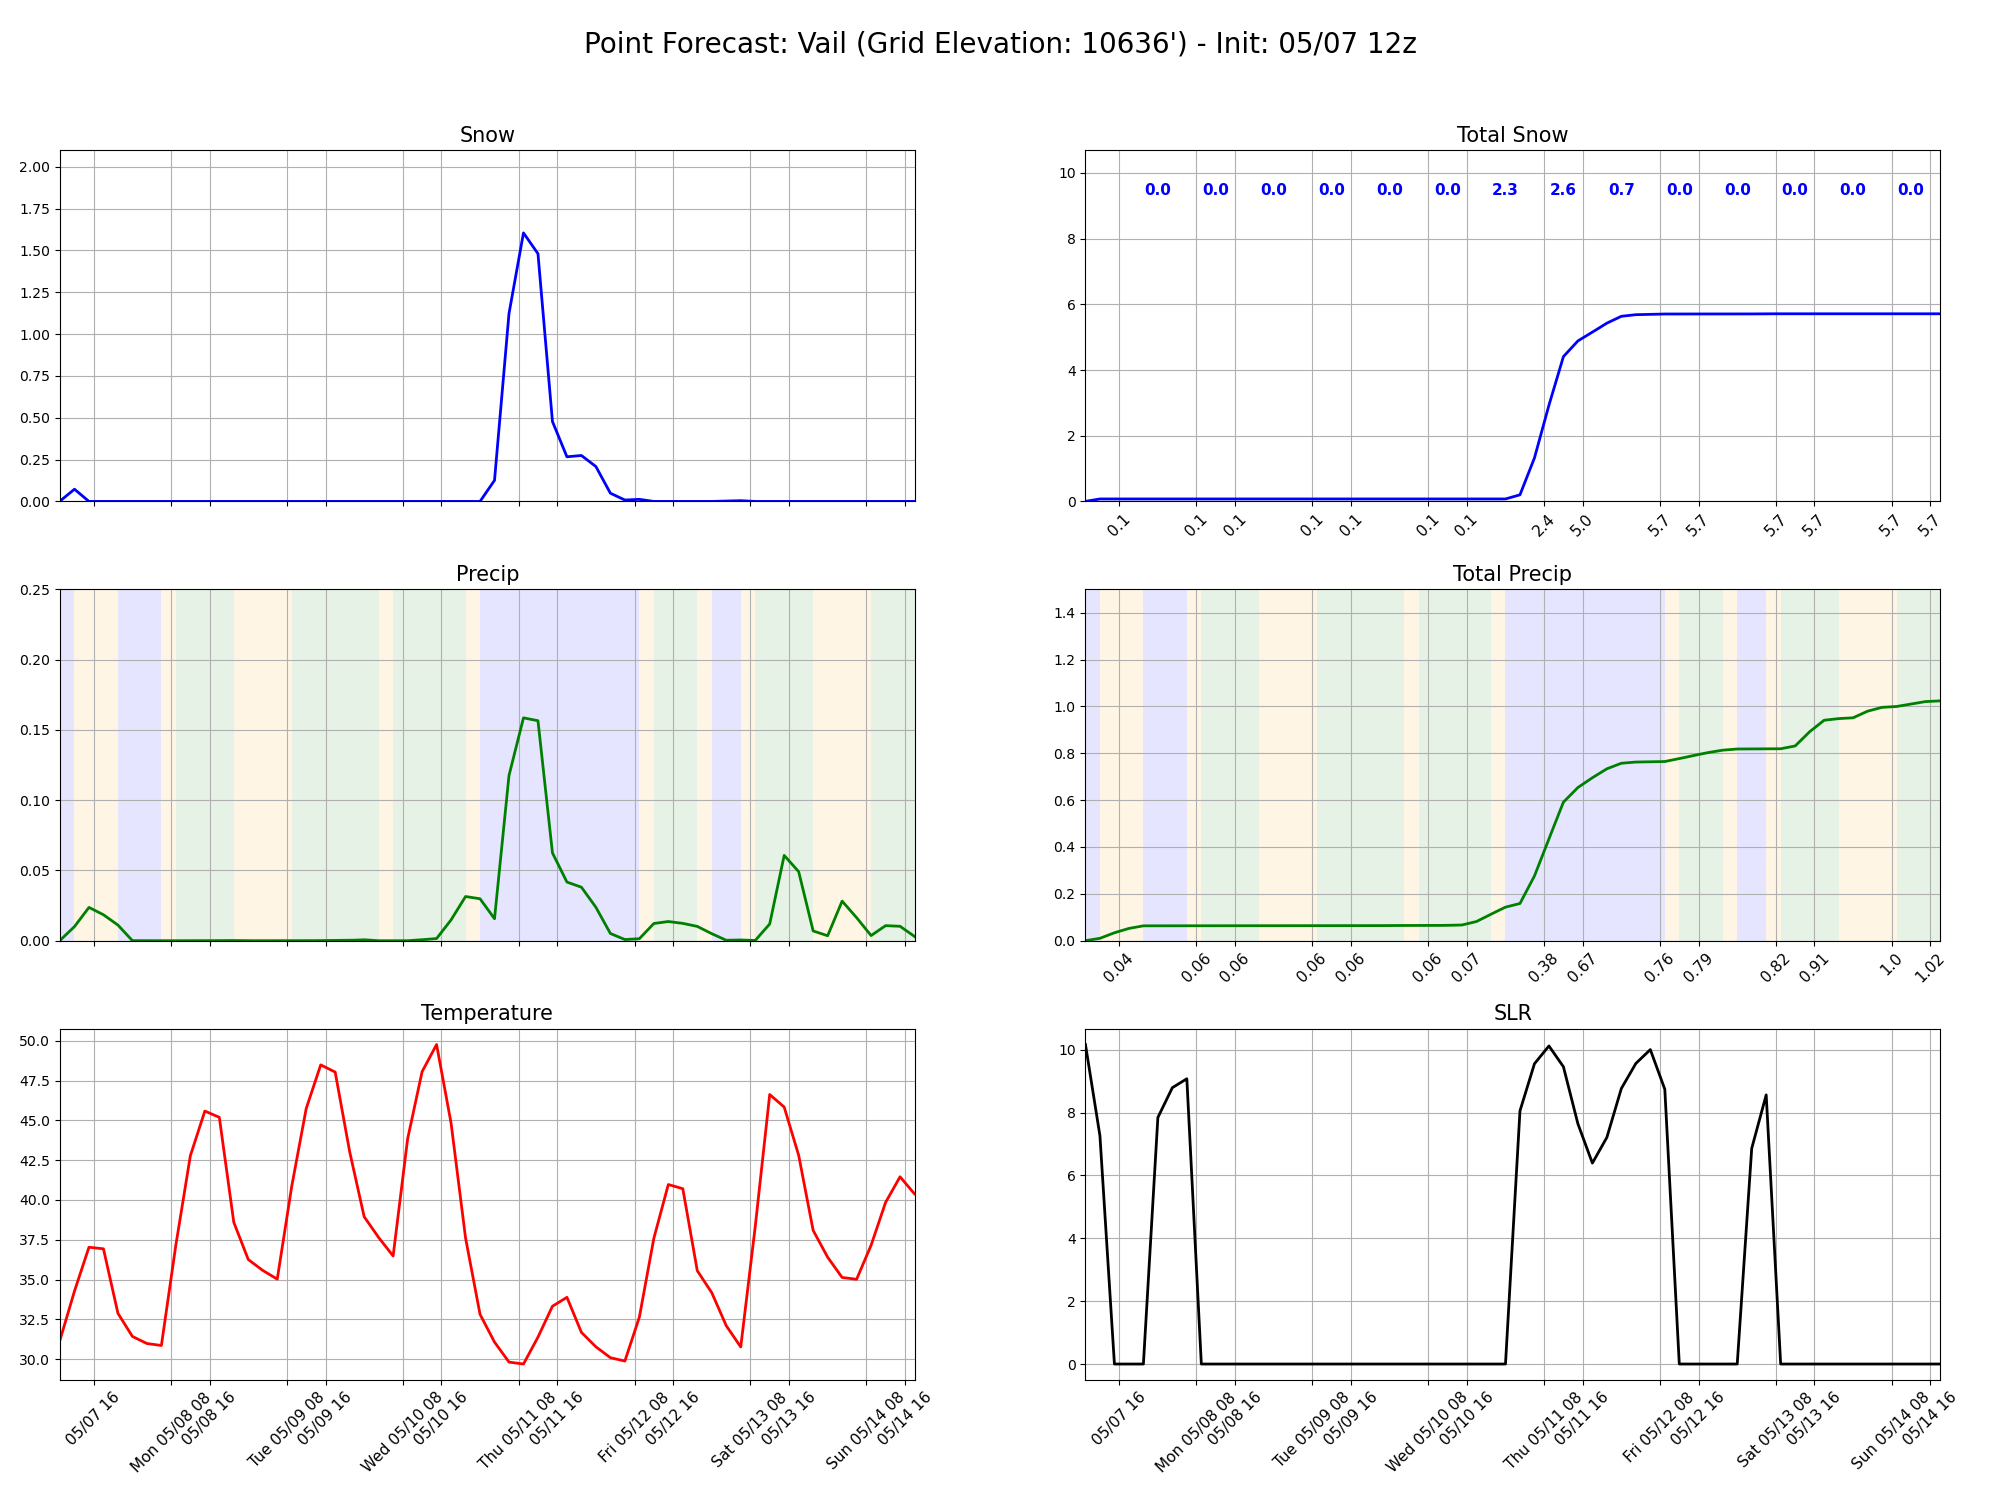 Point Forecast: Vail (Grid Elevation: 10636') - Init: 05/07 12z
Snow
2.00
1.75
1.50
1.25
1.00
0.75
0.50
0.25
0.00
Total Snow
10
8
6
4
2
0
0.0 0.0 0.0 0.0 0.0 0.0 2.3 2.6 0.7 0.0 0.0 0.0 0.0 0.0
0.1 0.1 0.1 0.1 0.1 0.1 0.1 2.4 5.0 5.7 5.7 5.7 5.7 5.7 5.7
Precip
0.25
0.20
0.15
0.10
0.05
0.00
Total Precip
1.4
1.2
1.0
0.8
0.6
0.4
0.2
0.0
0.04 0.06 0.06 0.06 0.06 0.06 0.07 0.38 0.67 0.76 0.79 0.82 0.91 1.0 1.02
Temperature
50.0
47.5
45.0
42.5
40.0
37.5
35.0
32.5
30.0
05/07 16
Mon 05/08 08
05/08 16
Tue 05/09 08
05/09 16
Wed 05/10 08
05/10 16
Thu 05/11 08
05/11 16
Fri 05/12 08
05/12 16
Sat 05/13 08
05/13 16
Sun 05/14 08
05/14 16
SLR
10
8
6
4
2
0
05/07 16
Mon 05/08 08
05/08 16
Tue 05/09 08
05/09 16
Wed 05/10 08
05/10 16
Thu 05/11 08
05/11 16
Fri 05/12 08
05/12 16
Sat 05/13 08
05/13 16
Sun 05/14 08
05/14 16